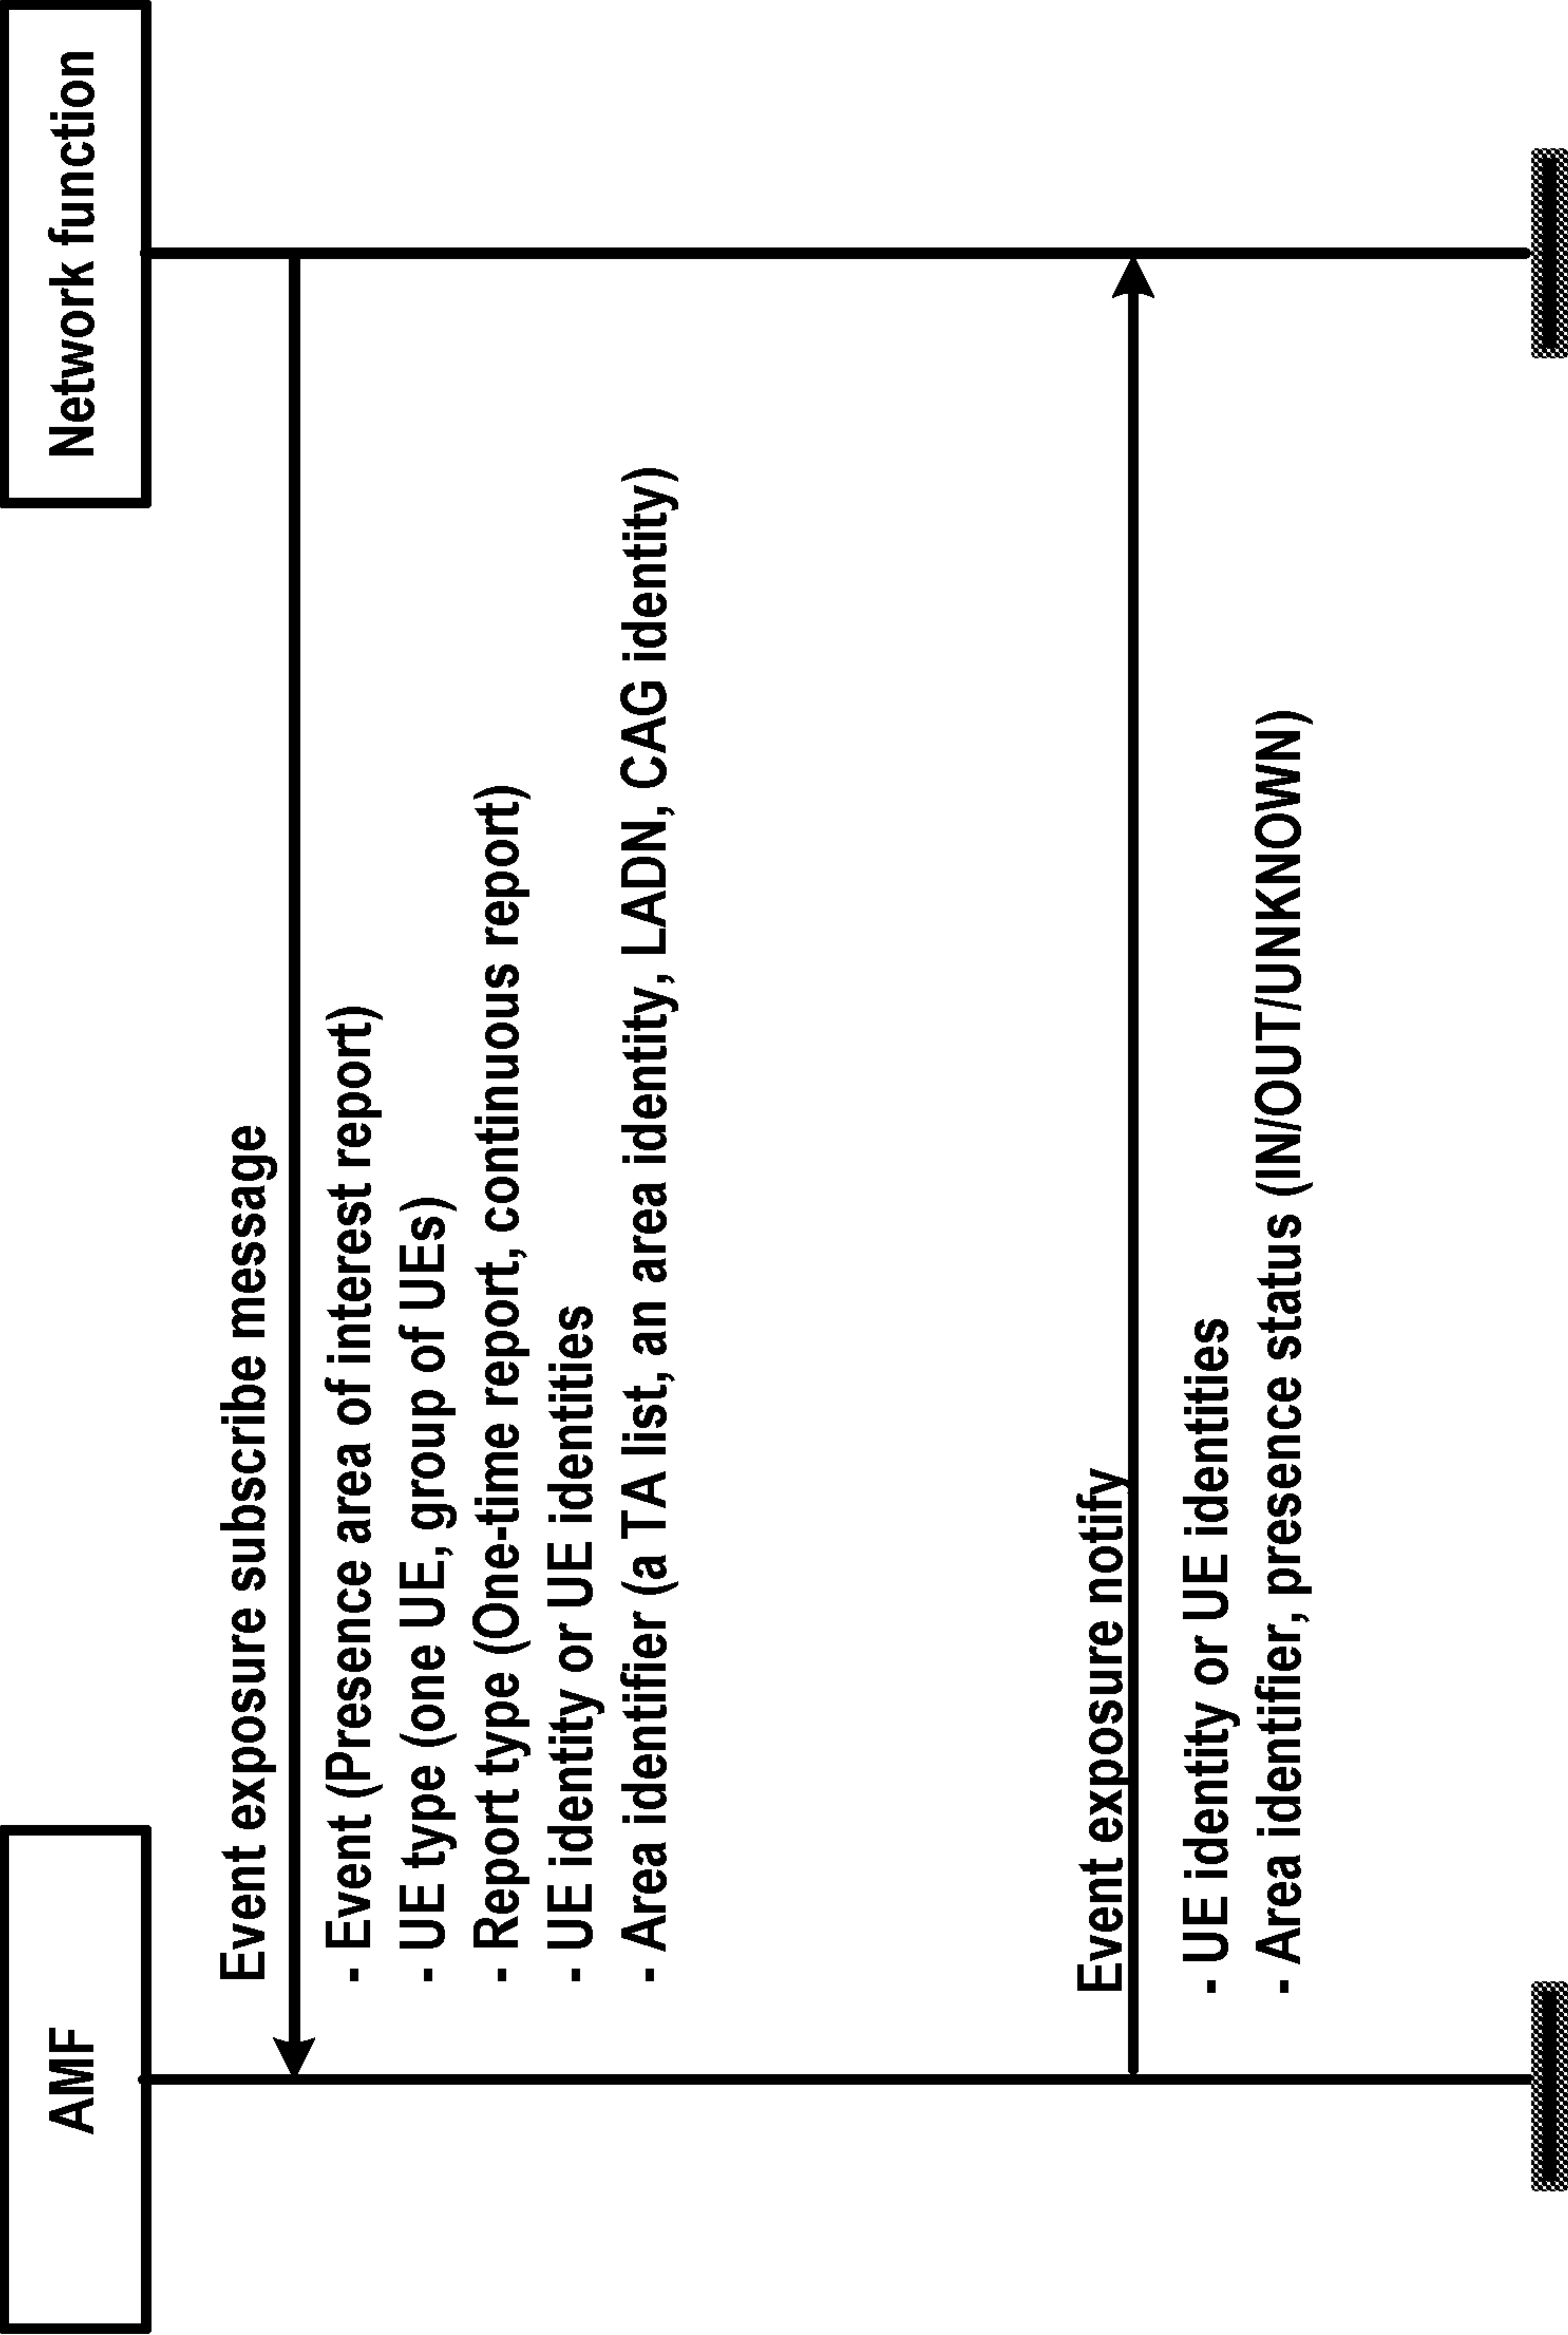 AMF
Network function
Event exposure subscribe message
- Event (Presence area of interest report)
- UE type (one UE, group of UEs)
- Report type (One-time report, continuous report)
- UE identity or UE identities
- Area identifier (a TA list, an area identity, LADN, CAG identity)
Event exposure notify
- UE identity or UE identities
- Area identifier, presence status (IN/OUT/UNKNOWN)